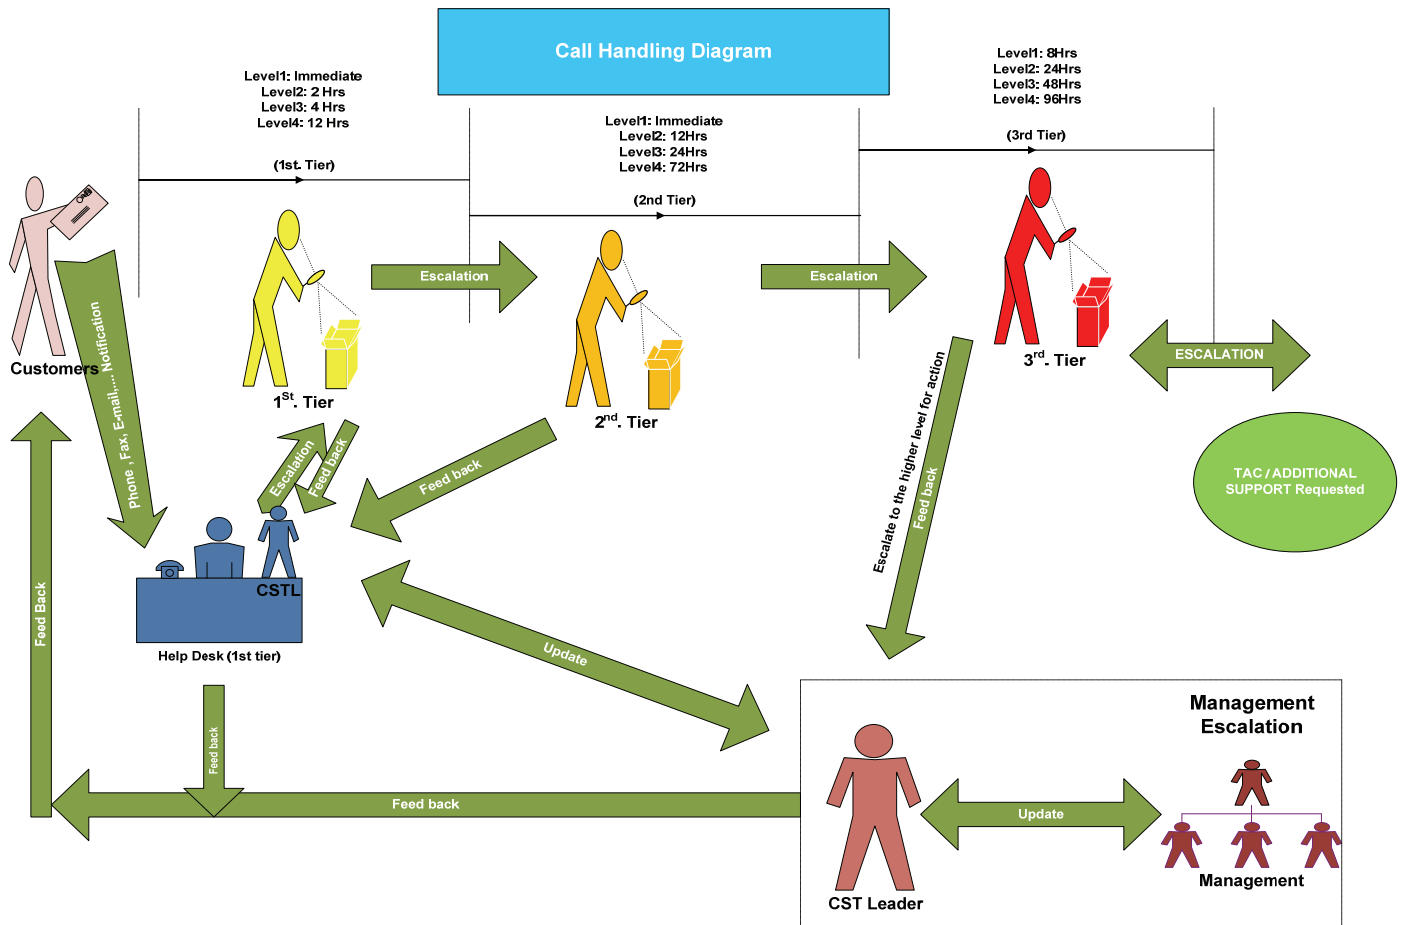 Call Handling Diagram
Level1: Immediate
Level2: 2 Hrs
Level3: 4 Hrs
Level4: 12 Hrs
(1st. Tier)
Level1: Immediate
Level2: 12Hrs
Level3: 24Hrs
Level4: 72Hrs
(2nd Tier)
Level1: 8Hrs
Level2: 24Hrs
Level3: 48Hrs
Level4: 96Hrs
(3rd Tier)
Customers
Phone , Fax, E-mail,... Notification
Escalation
Escalation
ESCALATION
1St. Tier
2nd. Tier
3rd. Tier
Escalation
Feed back
Feed back
Escalate to the higher level for action
Feed back
TAC / ADDITIONAL
SUPPORT Requested
CSTL
Help Desk (1st tier)
Feed Back
Update
Feed back
Feed back
Management
Escalation
Update
CST Leader
Management